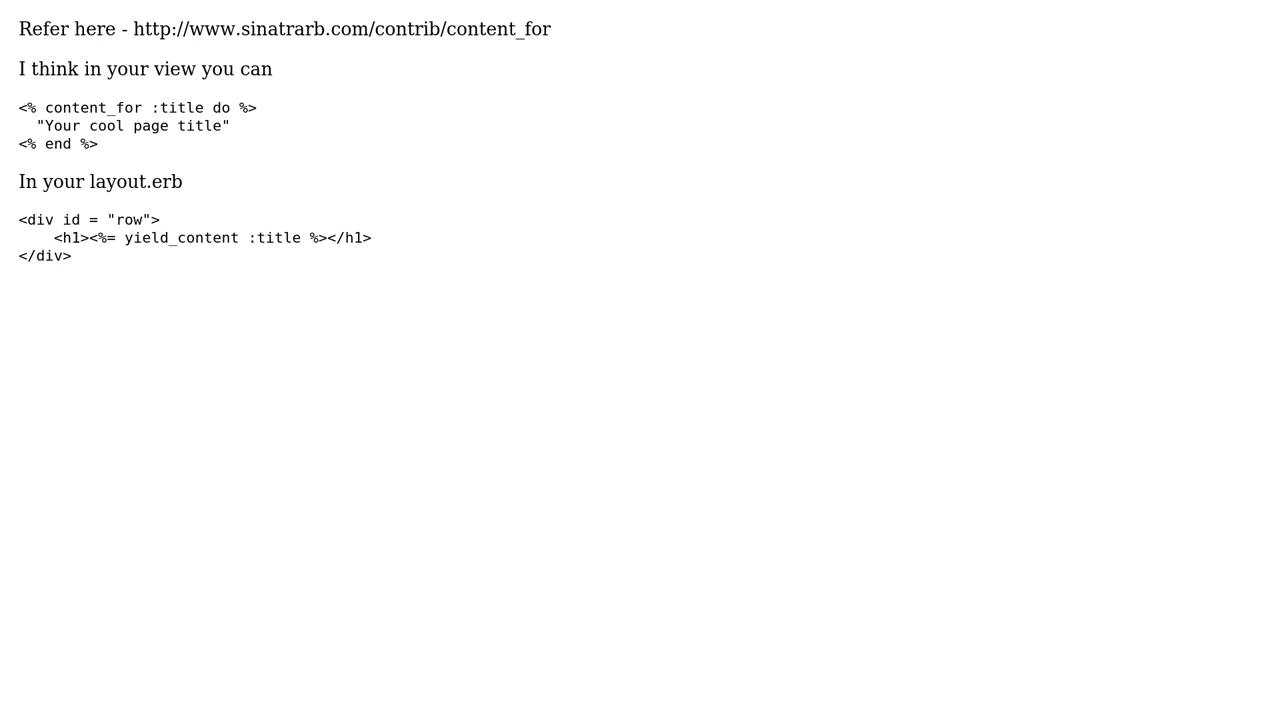 Refer here - http://www.sinatrarb.com/contrib/content_for
I think in your view you can
<% content_for :title do %>
  "Your cool page title"
<% end %>
In your layout.erb
<div id = "row">
    <h1><%= yield_content :title %></h1>
</div>